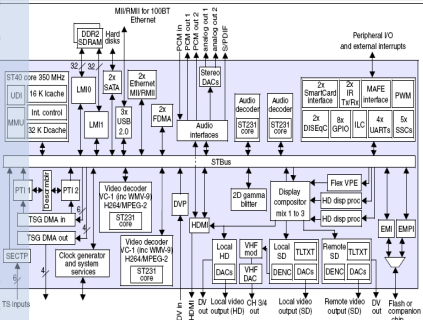 MII/RMII for 100BT
Ethernet
DDR2
SDRAM
Hard
disks
PCM in
PCM out 1
PCM out 2
analog out 1
analog out 2
S/PDIF
Peripheral I/O
and external interrupts
32
32
ST40 core 350 MHz
UDI
16 K Icache
Int. control
MMU
32 K Dcache
LMI0
LMI1
2x
SATA
3x
USB
2.0
2x
Ethernet
MII/RMII
2x
FDMA
Stereo
DACs
Audio
interfaces
Audio
decoder
ST231
core
Audio
decoder
ST231
core
2x
SmartCard
interface
2x
IR
Tx/Rx
MAFE
interface
PWM
2x
DISEqC
8x
GPIO
ILC
4x
UARTs
5x
SSCs
STBus
PTI 1
PTI 2
TSG DMA in
TSG DMA out
SECTP
6
6
4
4
Clock generator
and system
services
Video decoder
VC-1 (inc WMV-9)
H264/MPEG-2
ST231
core
Video decoder
VC-1 (inc WMV-9)
H264/MPEG-2
ST231
core
DVP
HDMI
2D gamma
blitter
Display
compositor
mix 1 to 3
Flex VPE
HD disp proc
HD disp proc
EMI
EMPI
Local
HD
DACs
VHF
mod
VHF
DAC
Local
SD
TLTXT
DENC
DACs
Remote
SD
TLTXT
DENC
DACs
TS inputs
DV in
HDMI
DV
out
Local video
output (HD)
CH 3/4
out
Local video
output (SD)
Remote video
output (SD)
DV
out
Flash or
companion
chip